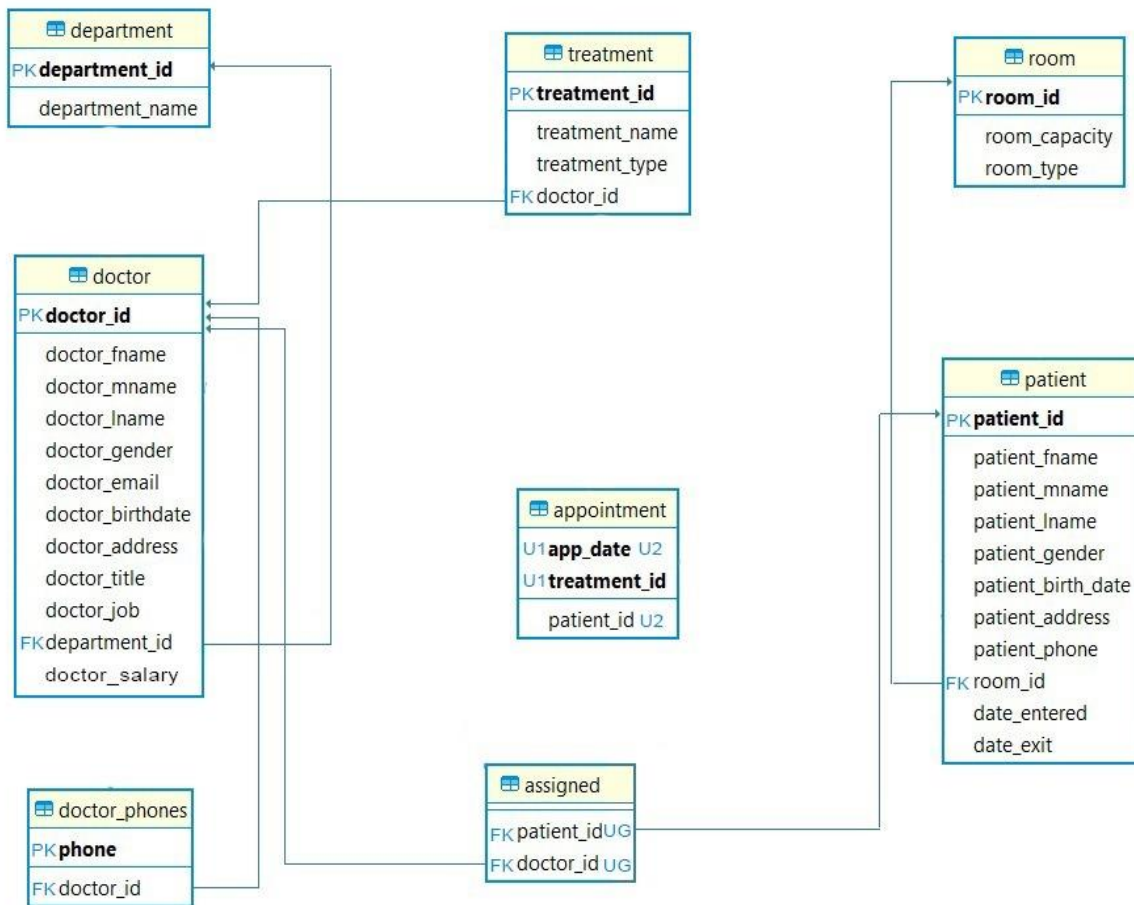 department
PK department_id
department_name
treatment
PK treatment_id
treatment_name
treatment_type
FK doctor_id
room
PK room_id
room_capacity
room_type
doctor
PK doctor_id
doctor_fname
doctor_mname
doctor_lname
doctor_gender
doctor_email
doctor_birthdate
doctor_address
doctor_title
doctor_job
FK department_id
doctor_salary
appointment
U1 app_date U2
U1 treatment_id
patient_id U2
patient
PK patient_id
patient_fname
patient_mname
patient_lname
patient_gender
patient_birth_date
patient_address
patient_phone
FK room_id
date_entered
date_exit
doctor_phones
PK phone
FK doctor_id
assigned
FK patient_id UG
FK doctor_id UG